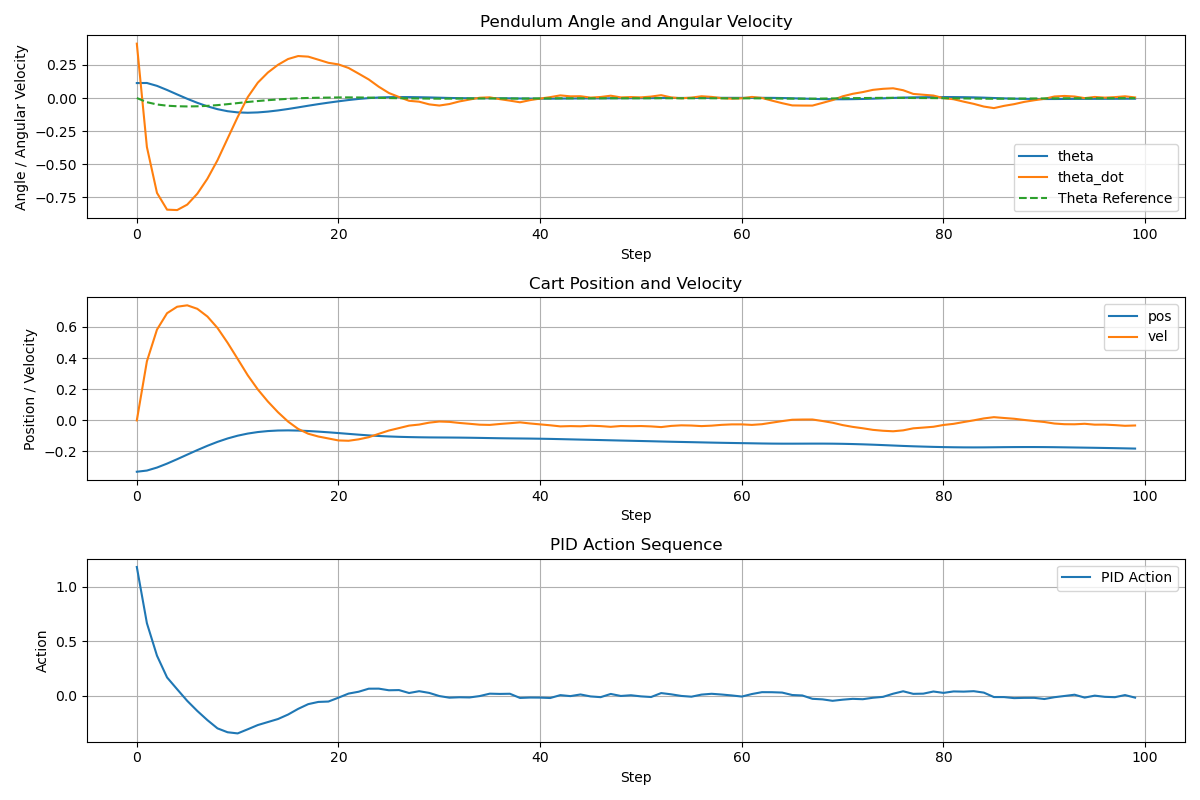 Pendulum Angle and Angular Velocity
Angle / Angular Velocity
0.25
0.00
−0.25
−0.50
−0.75
theta
theta_dot
Theta Reference
0 20 40 60 80 100
Step
Cart Position and Velocity
Position / Velocity
0.6
0.4
0.2
0.0
−0.2
pos
vel
0 20 40 60 80 100
Step
PID Action Sequence
Action
1.0
0.5
0.0
PID Action
0 20 40 60 80 100
Step